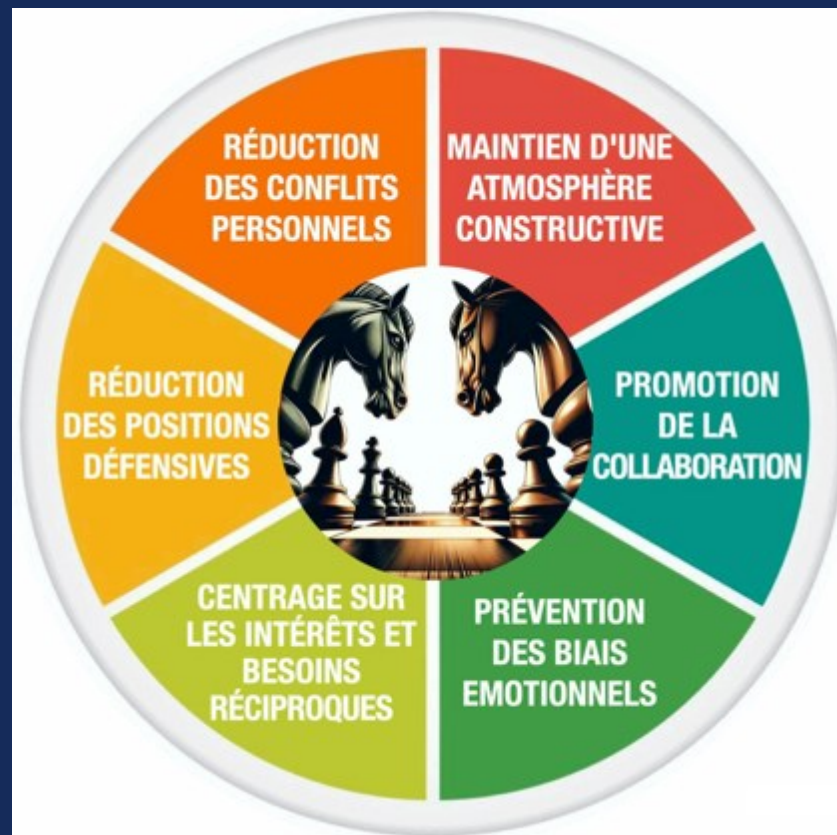 RÉDUCTION
DES CONFLITS
PERSONNELS
MAINTIEN D'UNE
ATMOSPHÈRE
CONSTRUCTIVE
RÉDUCTION
DES POSITIONS
DÉFENSIVES
PROMOTION
DE LA
COLLABORATION
CENTRAGE SUR
LES INTÉRÊTS ET
BESOINS
RÉCIPROQUES
PRÉVENTION
DES BIAIS
EMOTIONNELS